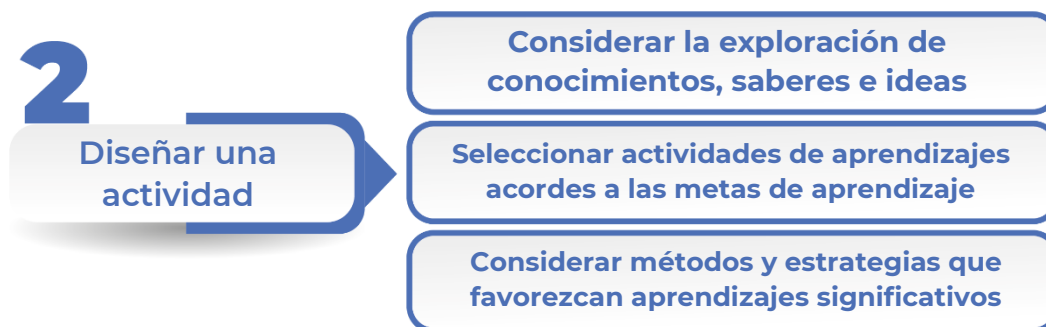 2
Diseñar una
actividad
Considerar la exploración de
conocimientos, saberes e ideas
Seleccionar actividades de aprendizajes
acordes a las metas de aprendizaje
Considerar métodos y estrategias que
favorezcan aprendizajes significativos